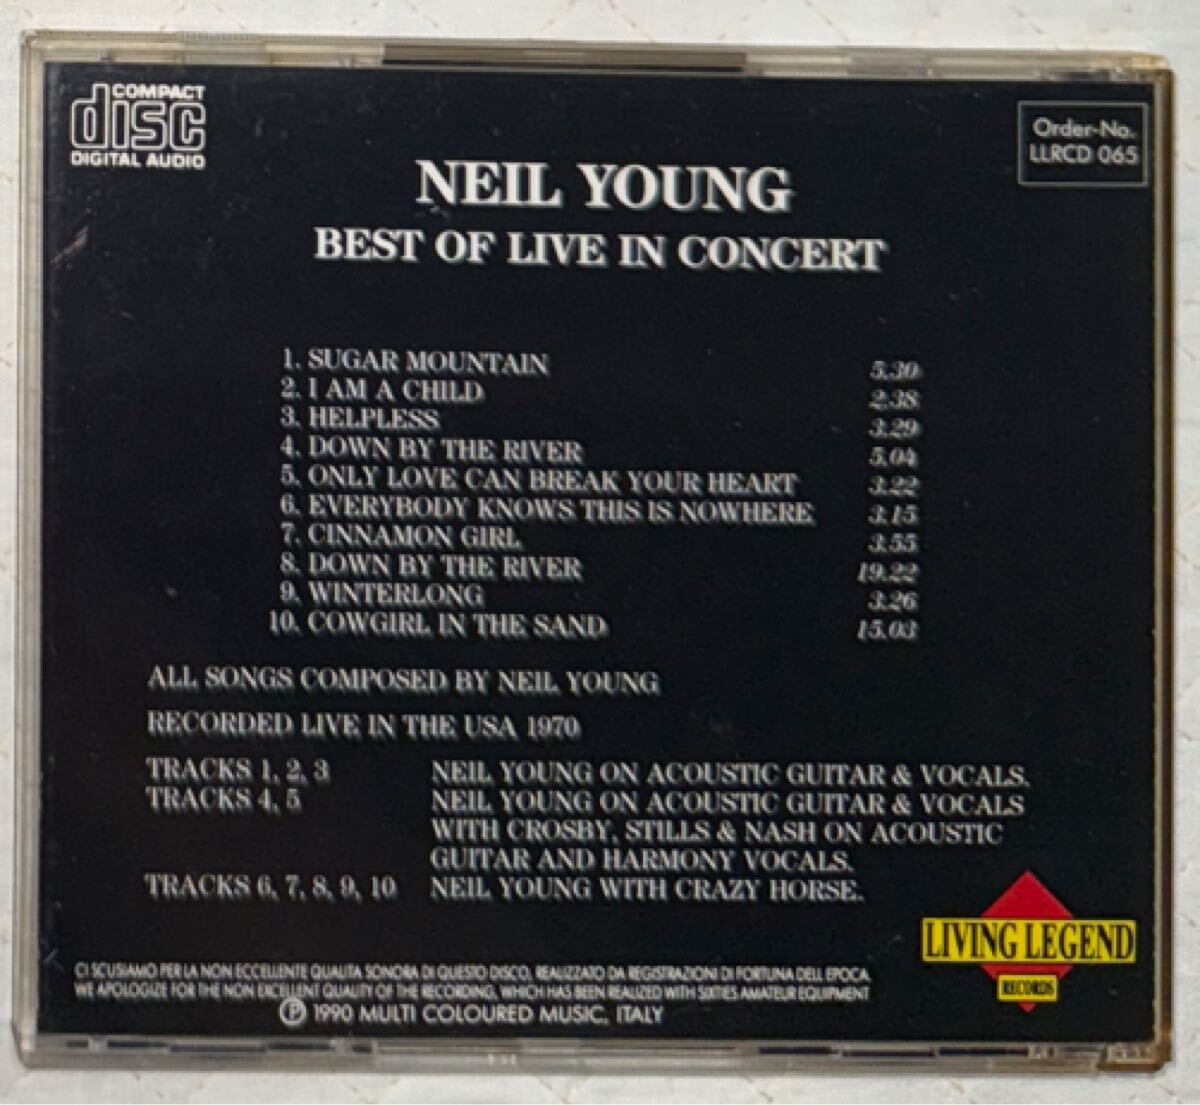 COMPACT
disc
DIGITAL AUDIO
Order-No.
LLRCD 065
NEIL YOUNG
BEST OF LIVE IN CONCERT
1. SUGAR MOUNTAIN 5.30
2. I AM A CHILD 2.38
3. HELPLESS 3.29
4. DOWN BY THE RIVER 5.04
5. ONLY LOVE CAN BREAK YOUR HEART 3.22
6. EVERYBODY KNOWS THIS IS NOWHERE 3.15
7. CINNAMON GIRL 3.55
8. DOWN BY THE RIVER 19.22
9. WINTERLONG 3.26
10. COWGIRL IN THE SAND 15.03
ALL SONGS COMPOSED BY NEIL YOUNG
RECORDED LIVE IN THE USA 1970
TRACKS 1, 2, 3 NEIL YOUNG ON ACOUSTIC GUITAR & VOCALS.
TRACKS 4, 5 NEIL YOUNG ON ACOUSTIC GUITAR & VOCALS
WITH CROSBY, STILLS & NASH ON ACOUSTIC
GUITAR AND HARMONY VOCALS.
TRACKS 6, 7, 8, 9, 10 NEIL YOUNG WITH CRAZY HORSE.
LIVING LEGEND
RECORDS
CI SCUSIAMO PER LA NON ECCELLENTE QUALITA SONORA DI QUESTO DISCO, REALIZZATO DA REGISTRAZIONI DI FORTUNA DELL EPOCA
WE APOLOGIZE FOR THE NON EXCELLENT QUALITY OF THE RECORDING, WHICH HAS BEEN REALIZED WITH SIXTIES AMATEUR EQUIPMENT
℗ 1990 MULTI COLOURED MUSIC, ITALY